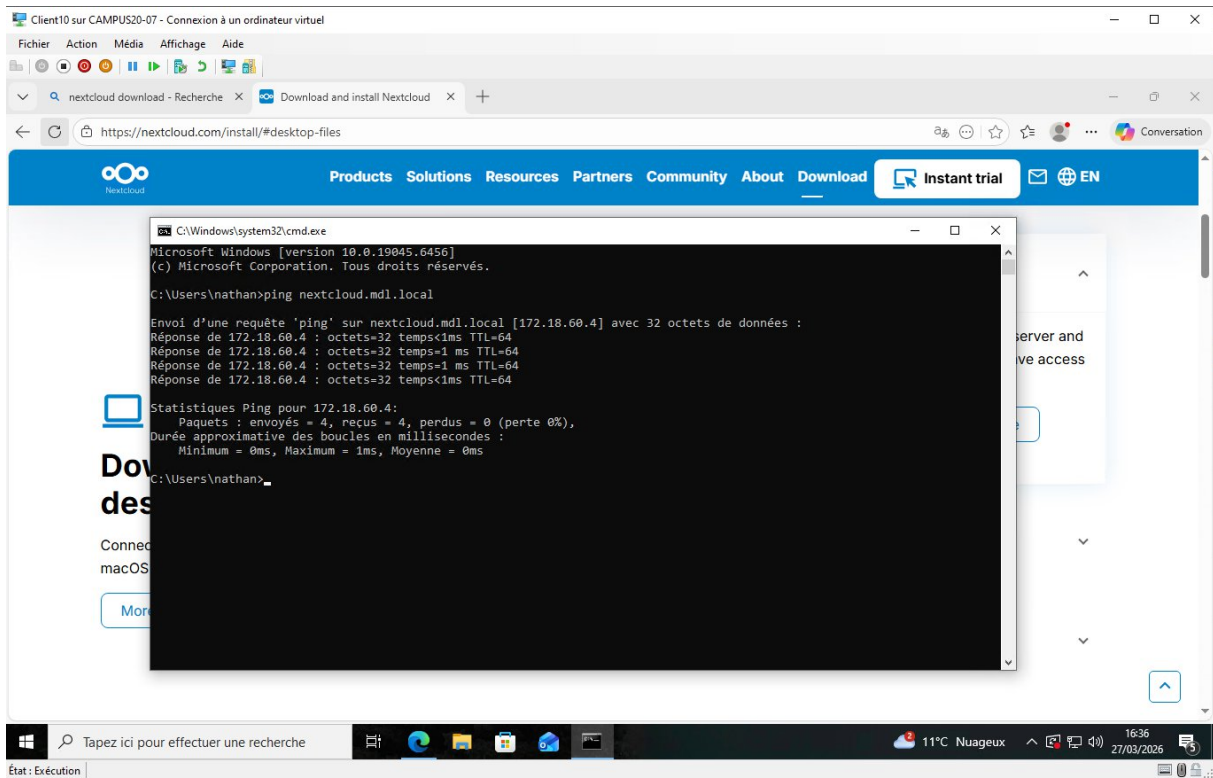 Client10 sur CAMPUS20-07 - Connexion à un ordinateur virtuel
Fichier Action Média Affichage Aide
nextcloud download - Recherche
Download and install Nextcloud
https://nextcloud.com/install/#desktop-files
Conversation
Nextcloud
Products Solutions Resources Partners Community About Download Instant trial EN
C:\Windows\system32\cmd.exe
Microsoft Windows [version 10.0.19045.6456]
(c) Microsoft Corporation. Tous droits réservés.
C:\Users\nathan>ping nextcloud.mdl.local
Envoi d’une requête 'ping' sur nextcloud.mdl.local [172.18.60.4] avec 32 octets de données :
Réponse de 172.18.60.4 : octets=32 temps<1ms TTL=64
Réponse de 172.18.60.4 : octets=32 temps=1 ms TTL=64
Réponse de 172.18.60.4 : octets=32 temps=1 ms TTL=64
Réponse de 172.18.60.4 : octets=32 temps<1ms TTL=64
Statistiques Ping pour 172.18.60.4:
Paquets : envoyés = 4, reçus = 4, perdus = 0 (perte 0%),
Durée approximative des boucles en millisecondes :
Minimum = 0ms, Maximum = 1ms, Moyenne = 0ms
C:\Users\nathan>
server and
access
Dow
des
Connec
macOS
More
Tapez ici pour effectuer une recherche
11°C Nuageux
16:36
27/03/2026
État : Exécution